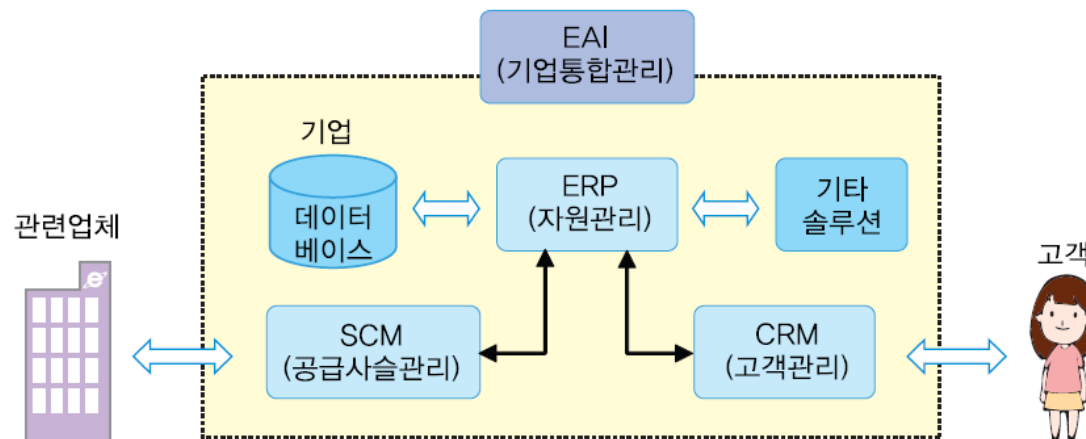 EAI
(기업통합관리)
기업
데이터
베이스
ERP
(자원관리)
기타
솔루션
관련업체
고객
e
SCM
(공급사슬관리)
CRM
(고객관리)